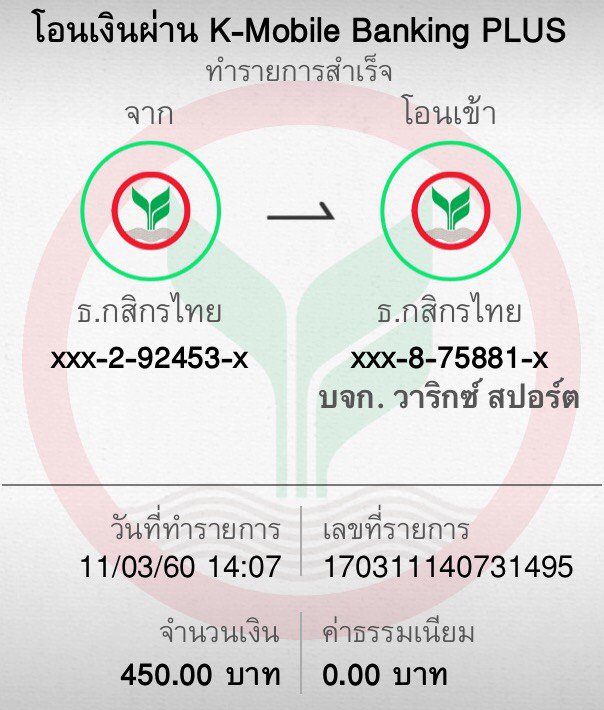 โอนเงินผ่าน K-Mobile Banking PLUS
ทำรายการสำเร็จ
จาก
โอนเข้า
ธ.กสิกรไทย
xxx-2-92453-x
ธ.กสิกรไทย
xxx-8-75881-x
บจก. วาริกซ์ สปอร์ต
วันที่ทำรายการ
11/03/60 14:07
เลขที่รายการ
170311140731495
จำนวนเงิน
450.00 บาท
ค่าธรรมเนียม
0.00 บาท